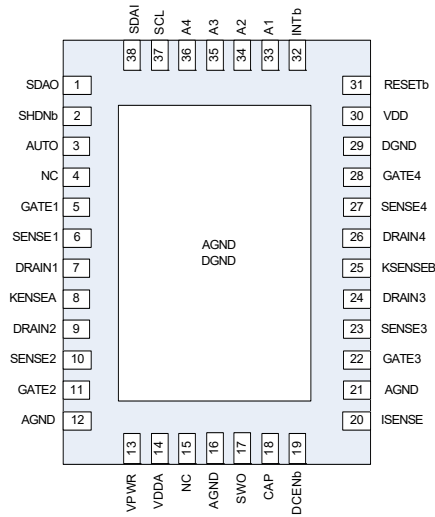 SDAI
SCL
A4
A3
A2
A1
INTb
38
37
36
35
34
33
32
SDAO 1
SHDNb 2
AUTO 3
NC 4
GATE1 5
SENSE1 6
DRAIN1 7
KENSEA 8
DRAIN2 9
SENSE2 10
GATE2 11
AGND 12
AGND
DGND
31 RESETb
30 VDD
29 DGND
28 GATE4
27 SENSE4
26 DRAIN4
25 KSENSEB
24 DRAIN3
23 SENSE3
22 GATE3
21 AGND
20 ISENSE
13
14
15
16
17
18
19
VPWR
VDDA
NC
AGND
SWO
CAP
DCENb